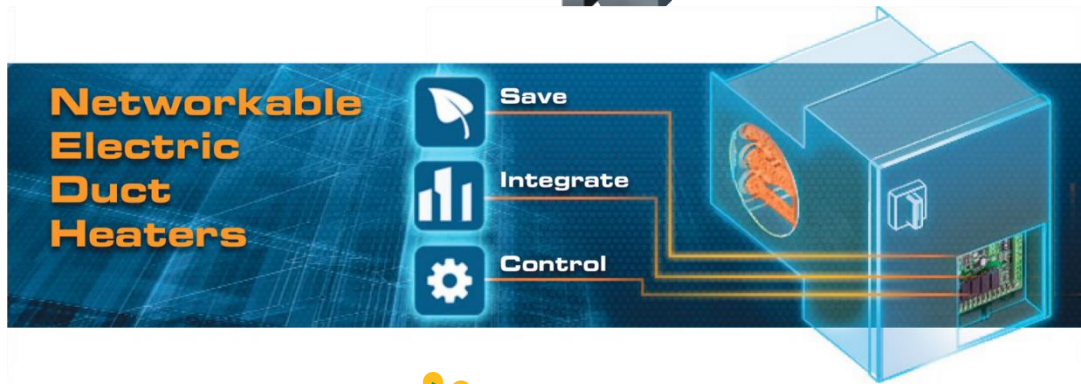 Networkable
Electric
Duct
Heaters
Save
Integrate
Control